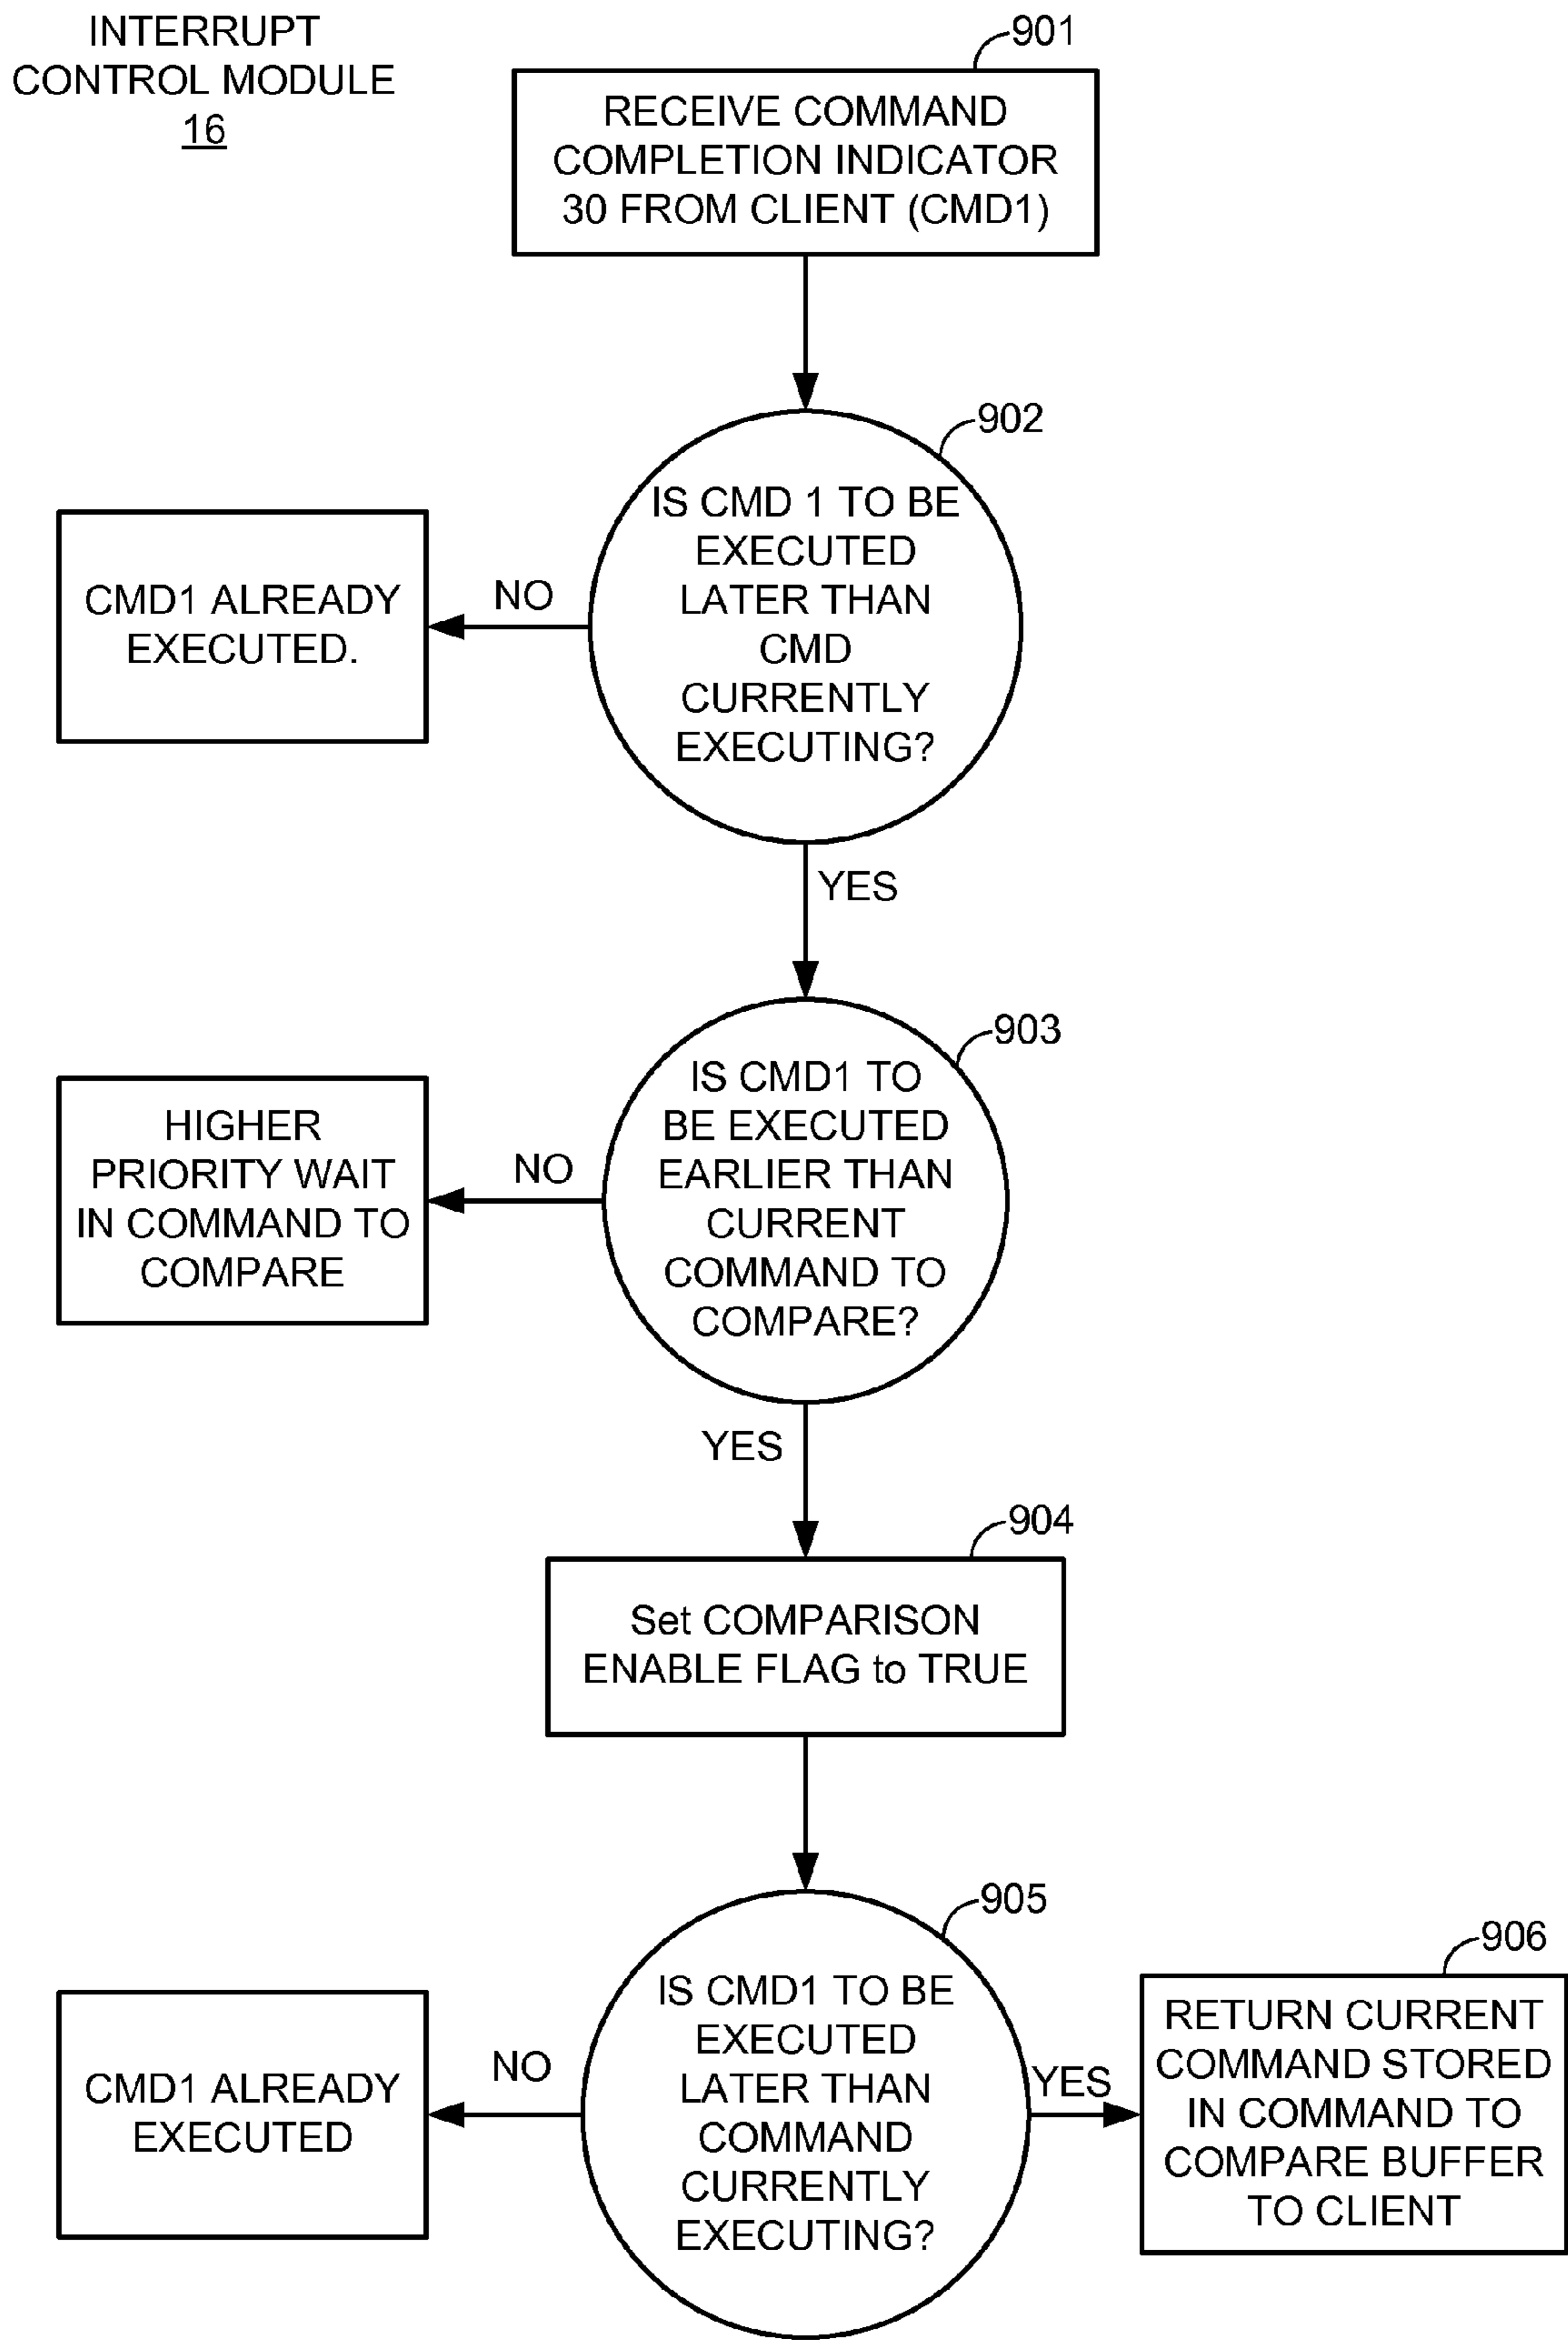 INTERRUPT
CONTROL MODULE
16
901
RECEIVE COMMAND
COMPLETION INDICATOR
30 FROM CLIENT (CMD1)
902
IS CMD 1 TO BE
EXECUTED
LATER THAN
CMD
CURRENTLY
EXECUTING?
NO
CMD1 ALREADY
EXECUTED.
YES
903
IS CMD1 TO
BE EXECUTED
EARLIER THAN
CURRENT
COMMAND TO
COMPARE?
NO
HIGHER
PRIORITY WAIT
IN COMMAND TO
COMPARE
YES
904
Set COMPARISON
ENABLE FLAG to TRUE
905
IS CMD1 TO BE
EXECUTED
LATER THAN
COMMAND
CURRENTLY
EXECUTING?
NO
CMD1 ALREADY
EXECUTED
YES
906
RETURN CURRENT
COMMAND STORED
IN COMMAND TO
COMPARE BUFFER
TO CLIENT